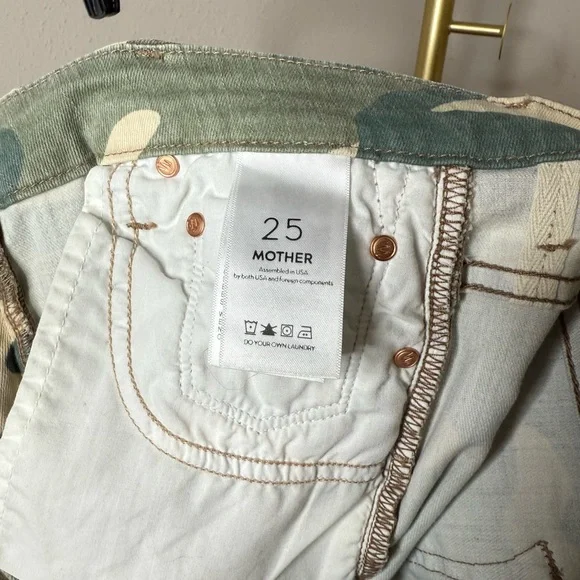 25
MOTHER
Assembled in USA
by both USA and foreign components
DO YOUR OWN LAUNDRY